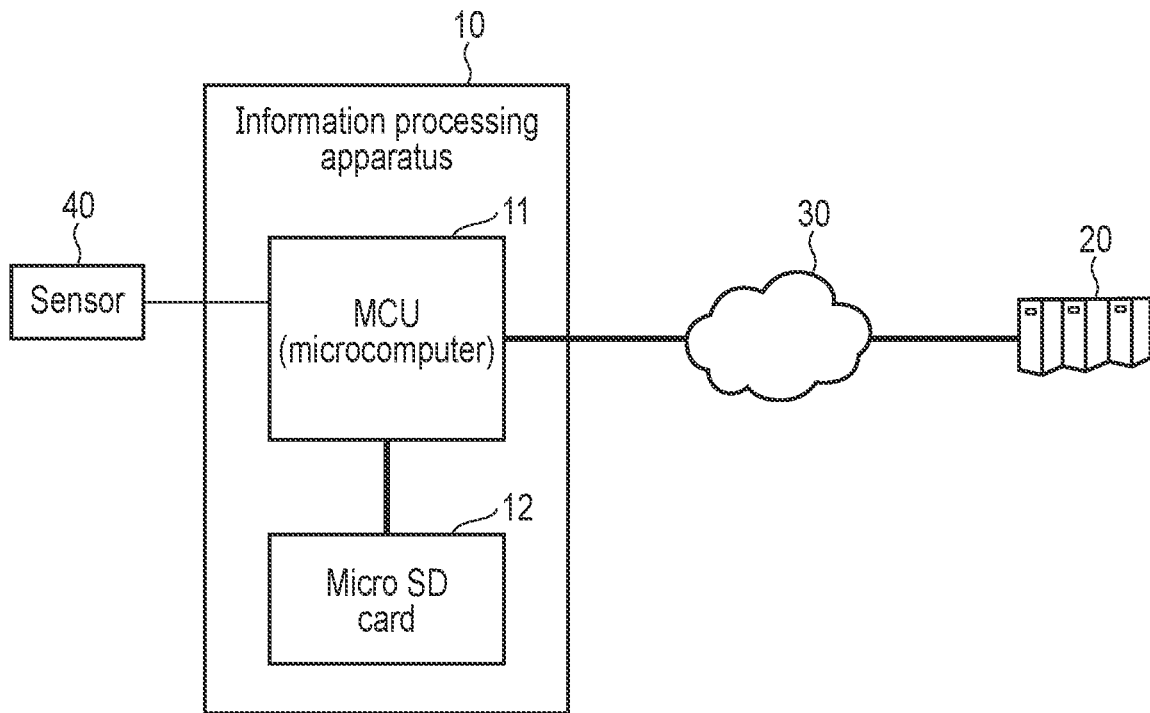 10
Information processing
apparatus
40
11
30
20
Sensor
MCU
(microcomputer)
12
Micro SD
card